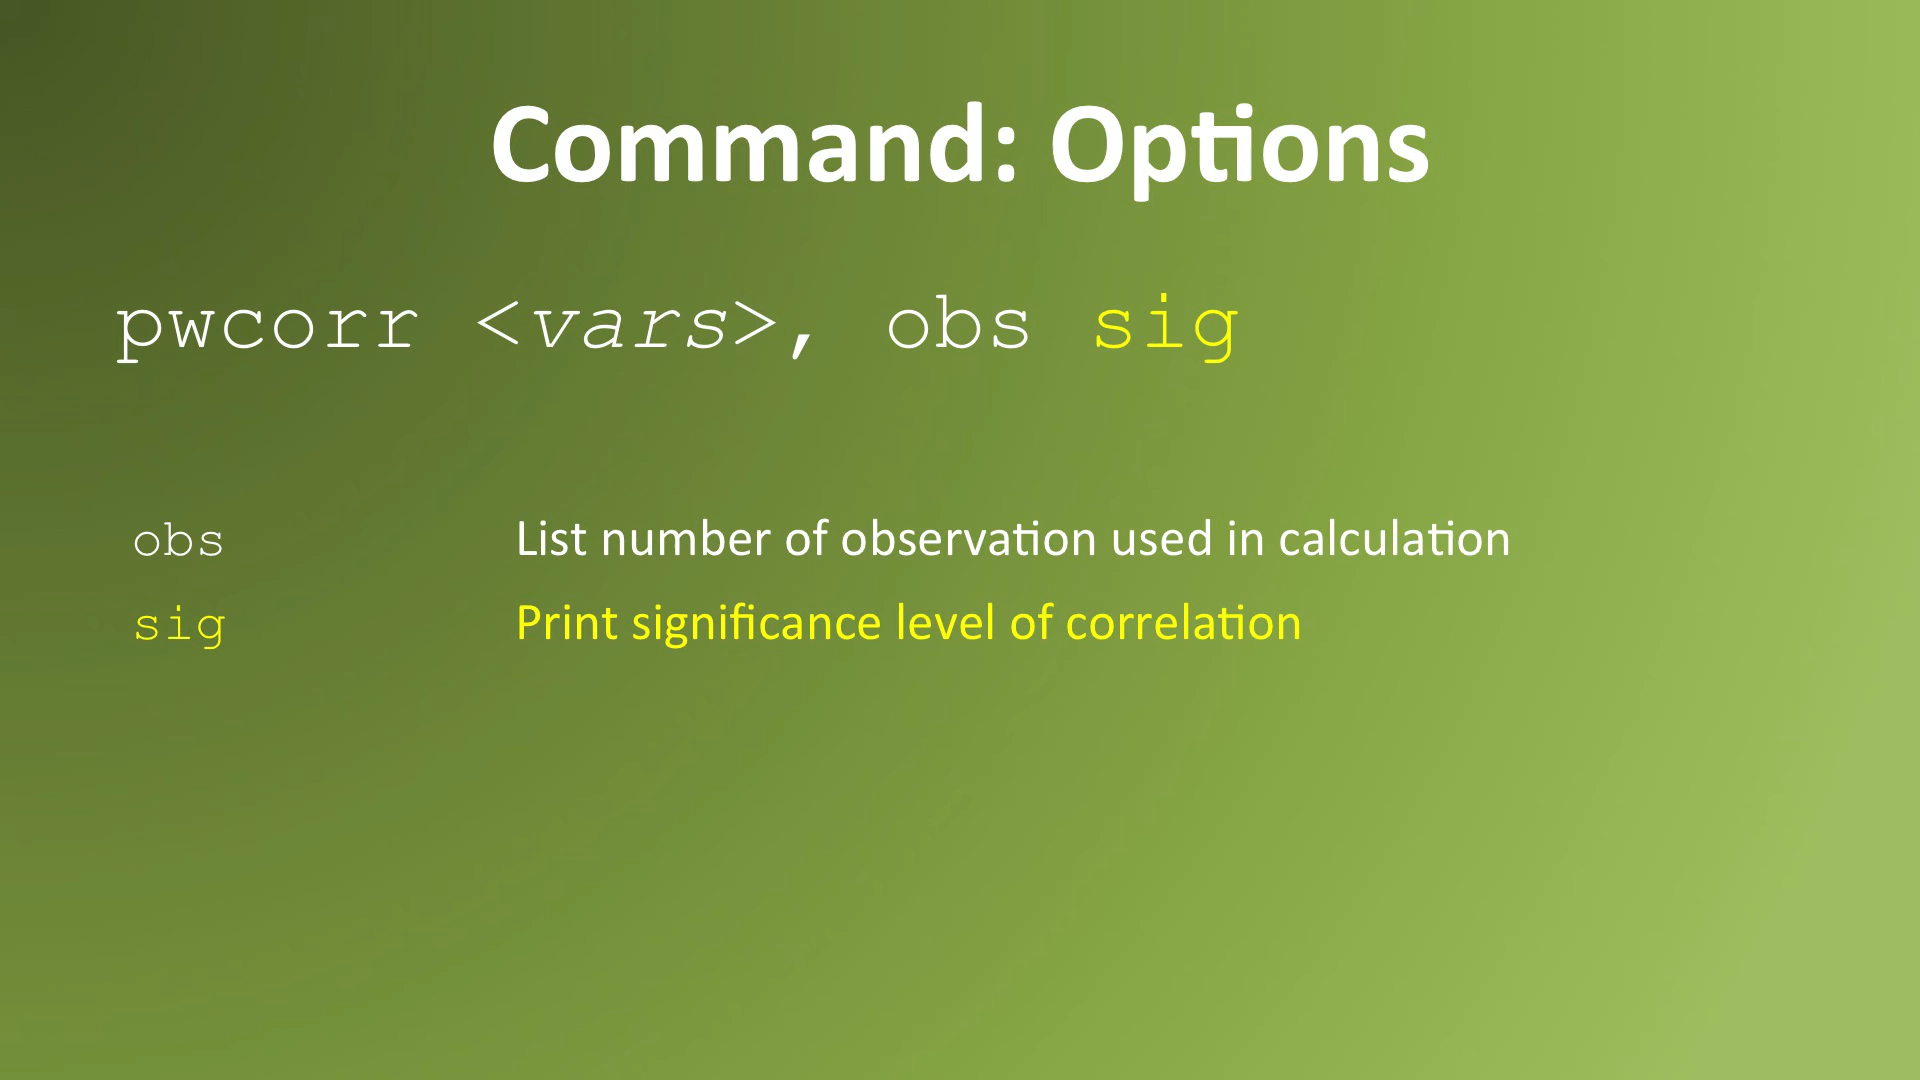 Command: Options
pwcorr <vars>, obs sig
obs List number of observation used in calculation
sig Print significance level of correlation